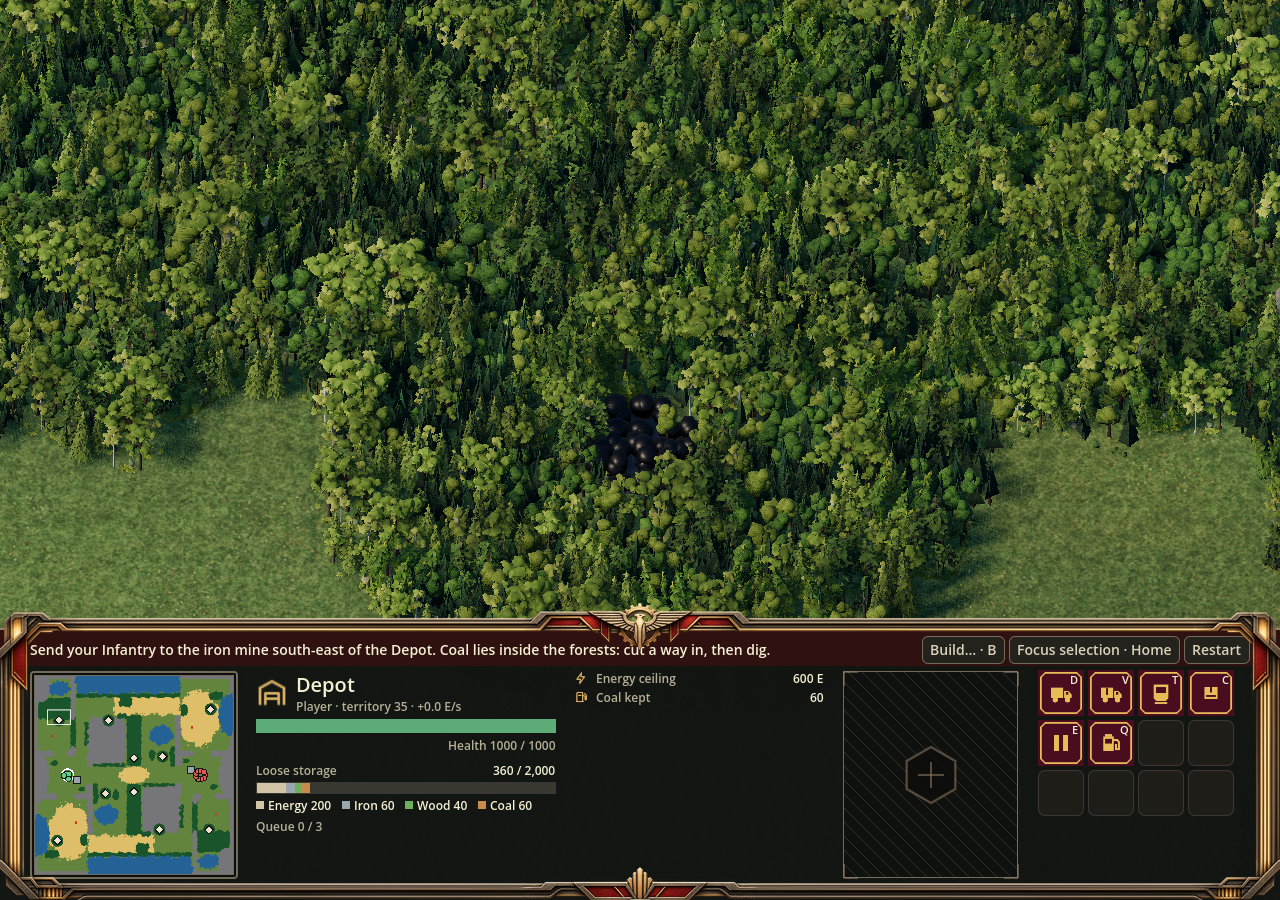 Send your Infantry to the iron mine south-east of the Depot. Coal lies inside the forests: cut a way in, then dig.
Build... · B
Focus selection · Home
Restart
Depot
Player · territory 35 · +0.0 E/s
Health 1000 / 1000
Loose storage 360 / 2,000
Energy 200 Iron 60 Wood 40 Coal 60
Queue 0 / 3
Energy ceiling 600 E
Coal kept 60
D V T C
E Q